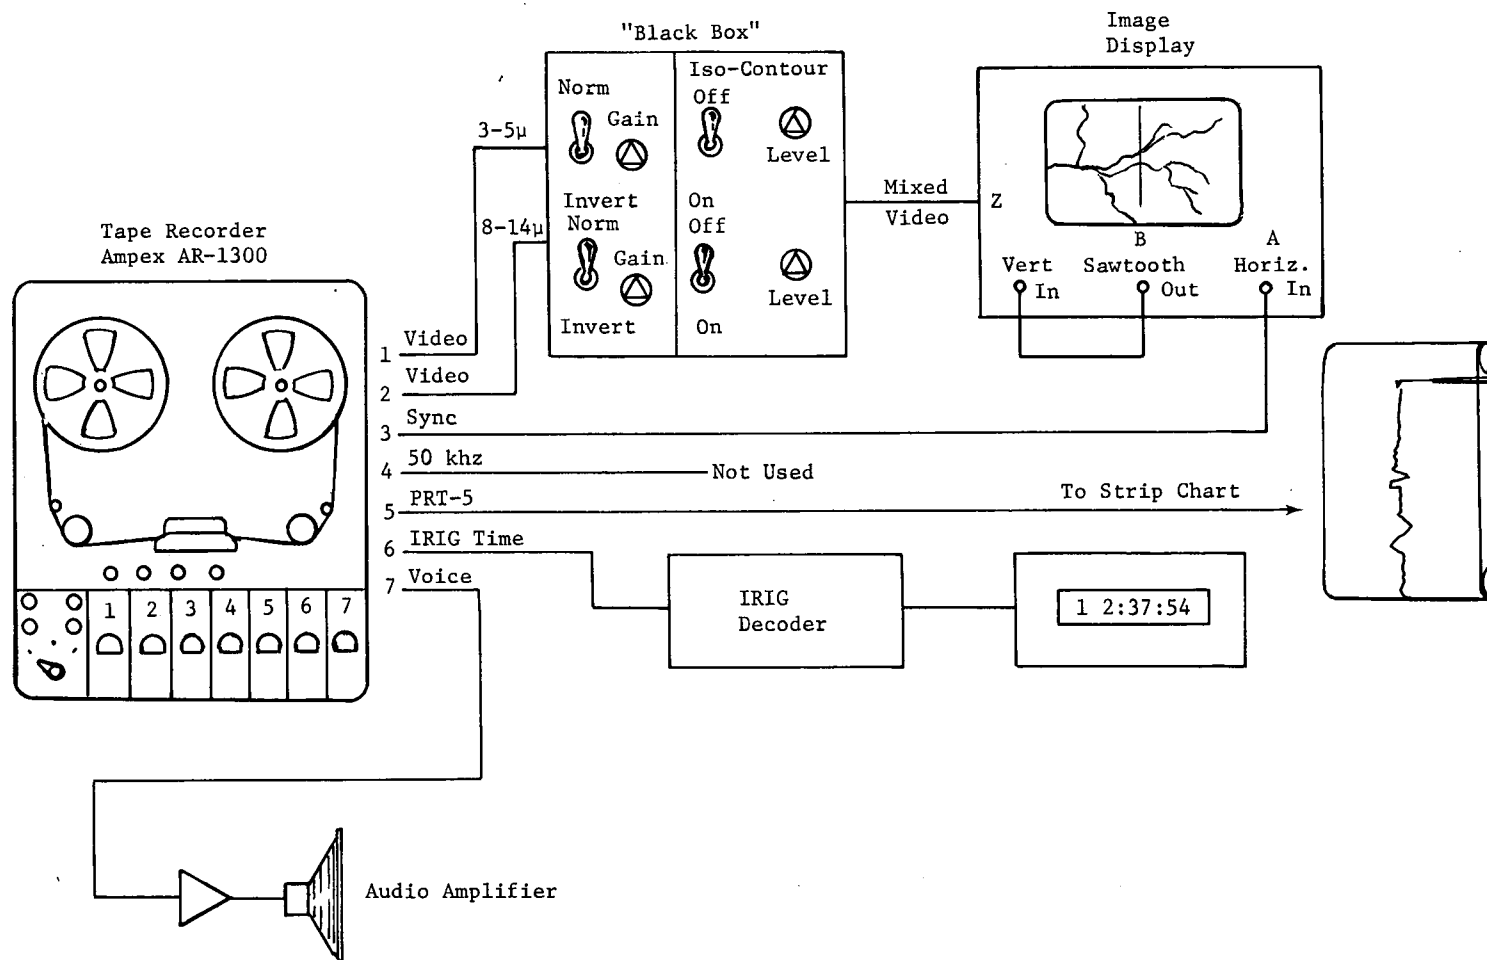 "Black Box"
Image
Display
Norm
Gain
Iso-Contour
Off
Level
3-5μ
Invert
On
Norm
Off
8-14μ
Gain
Level
Invert
On
Mixed
Video
Z
B
A
Vert
In
Sawtooth
Out
Horiz.
In
Tape Recorder
Ampex AR-1300
1 Video
2 Video
3 Sync
4 50 khz
Not Used
5 PRT-5
To Strip Chart
6 IRIG Time
7 Voice
1 2 3 4 5 6 7
IRIG
Decoder
1 2:37:54
Audio Amplifier